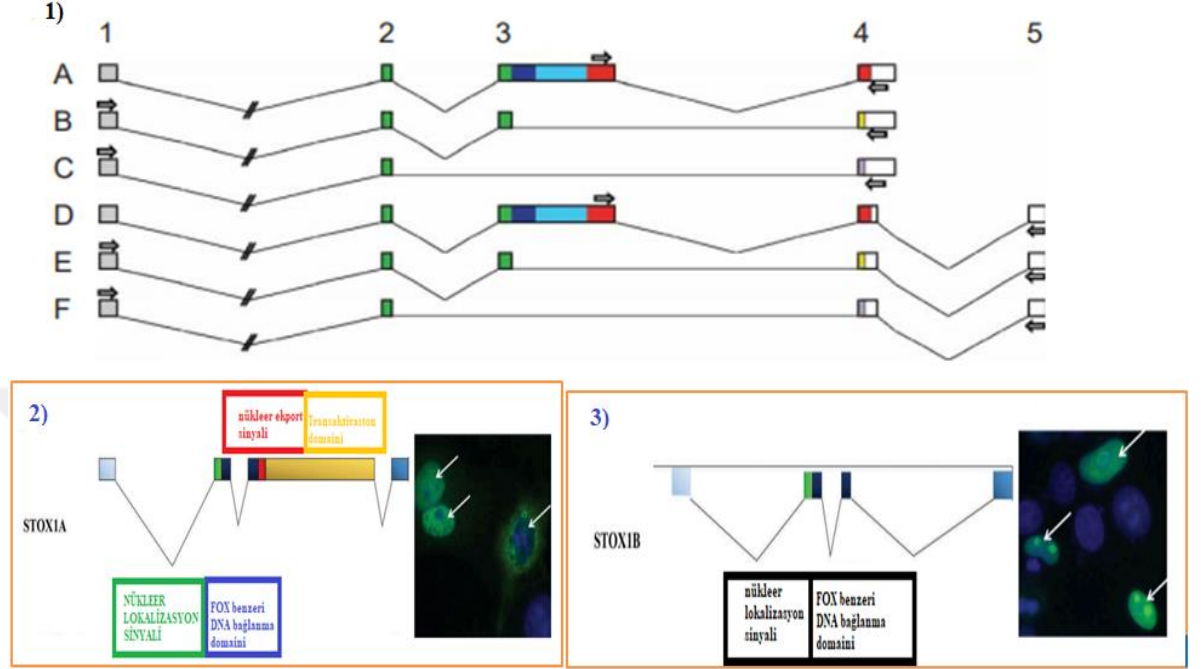 1)
1 2 3 4 5
A
B
C
D
E
F
2)
nükleer ekport
sinyali
Transaktivaston
domaini
STOX1A
NÜKLEER
LOKALİZASYON
SİNYALİ
FOX benzeri
DNA bağlanma
domaini
3)
STOX1B
nükleer
lokalizasyon
sinyali
FOX benzeri
DNA bağlanma
domaini